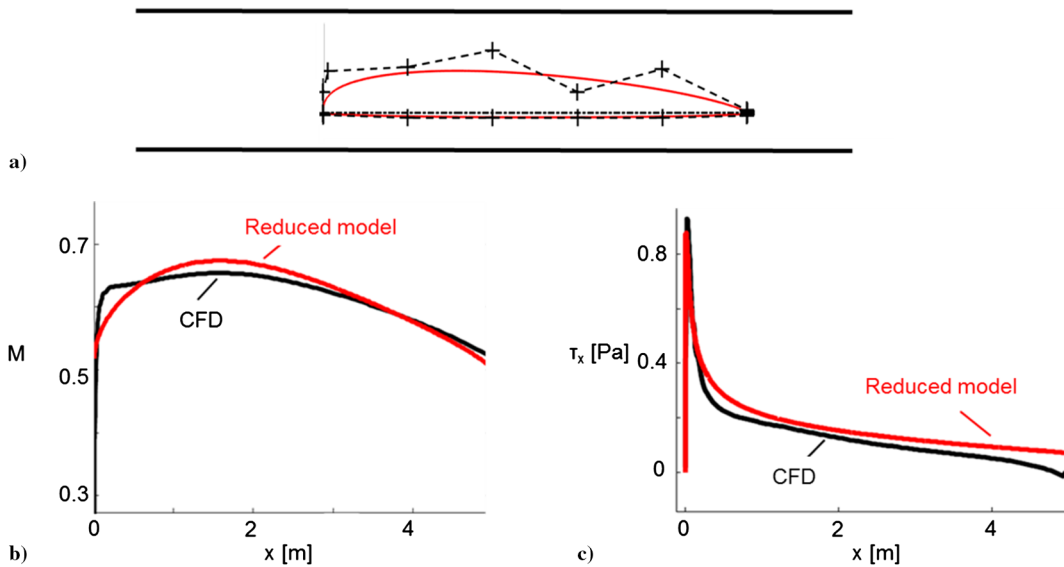 a)
0.7
0.5
0.3
M
Reduced model
CFD
0
2
4
x [m]
b)
0.8
0.4
0
τx [Pa]
Reduced model
CFD
0
2
4
x [m]
c)